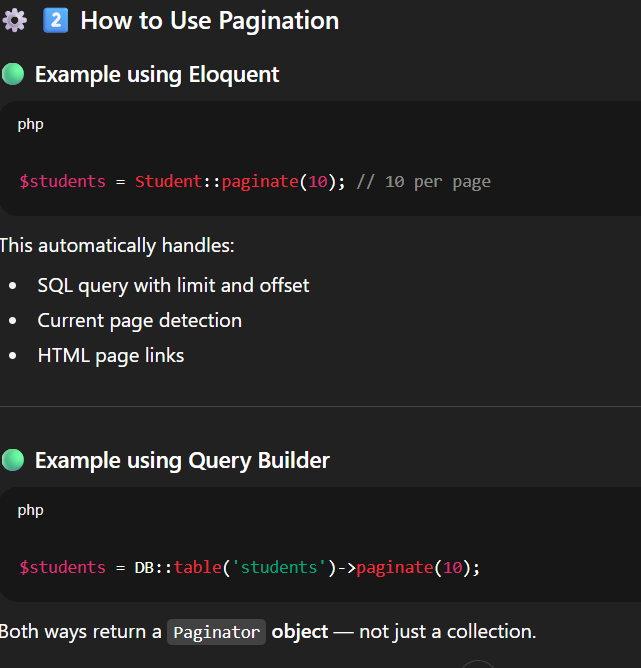 ⚙️ 2️⃣ How to Use Pagination
🟢 Example using Eloquent
php
$students = Student::paginate(10); // 10 per page
This automatically handles:
• SQL query with limit and offset
• Current page detection
• HTML page links
🟢 Example using Query Builder
php
$students = DB::table('students')->paginate(10);
Both ways return a Paginator object — not just a collection.